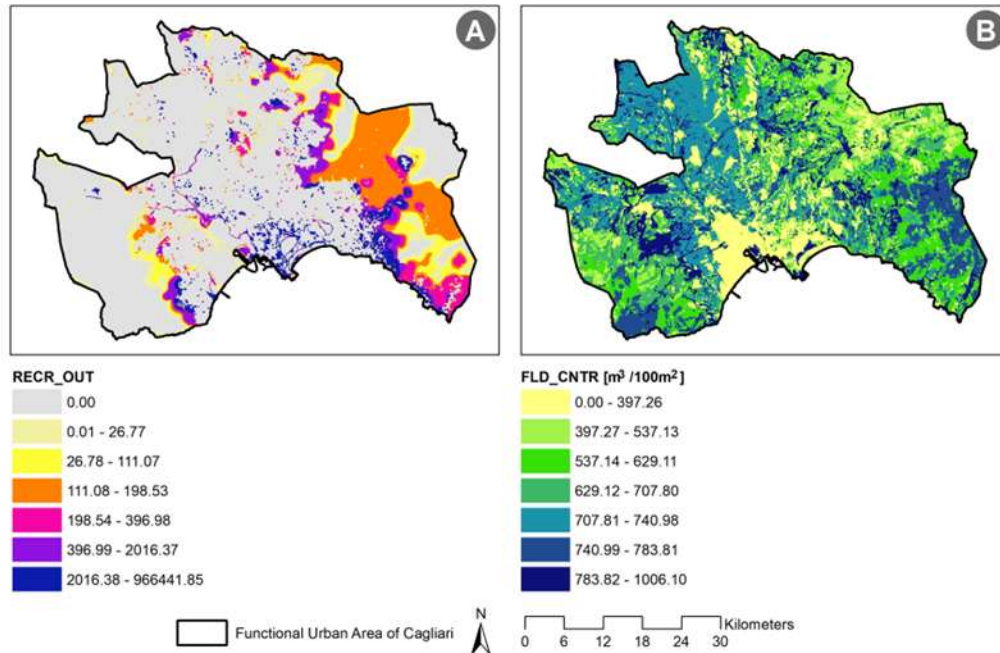 A
B
RECR_OUT
0.00
0.01 - 26.77
26.78 - 111.07
111.08 - 198.53
198.54 - 396.98
396.99 - 2016.37
2016.38 - 966441.85
FLD_CNTR [m³ /100m²]
0.00 - 397.26
397.27 - 537.13
537.14 - 629.11
629.12 - 707.80
707.81 - 740.98
740.99 - 783.81
783.82 - 1006.10
Functional Urban Area of Cagliari
N
Kilometers
0 6 12 18 24 30